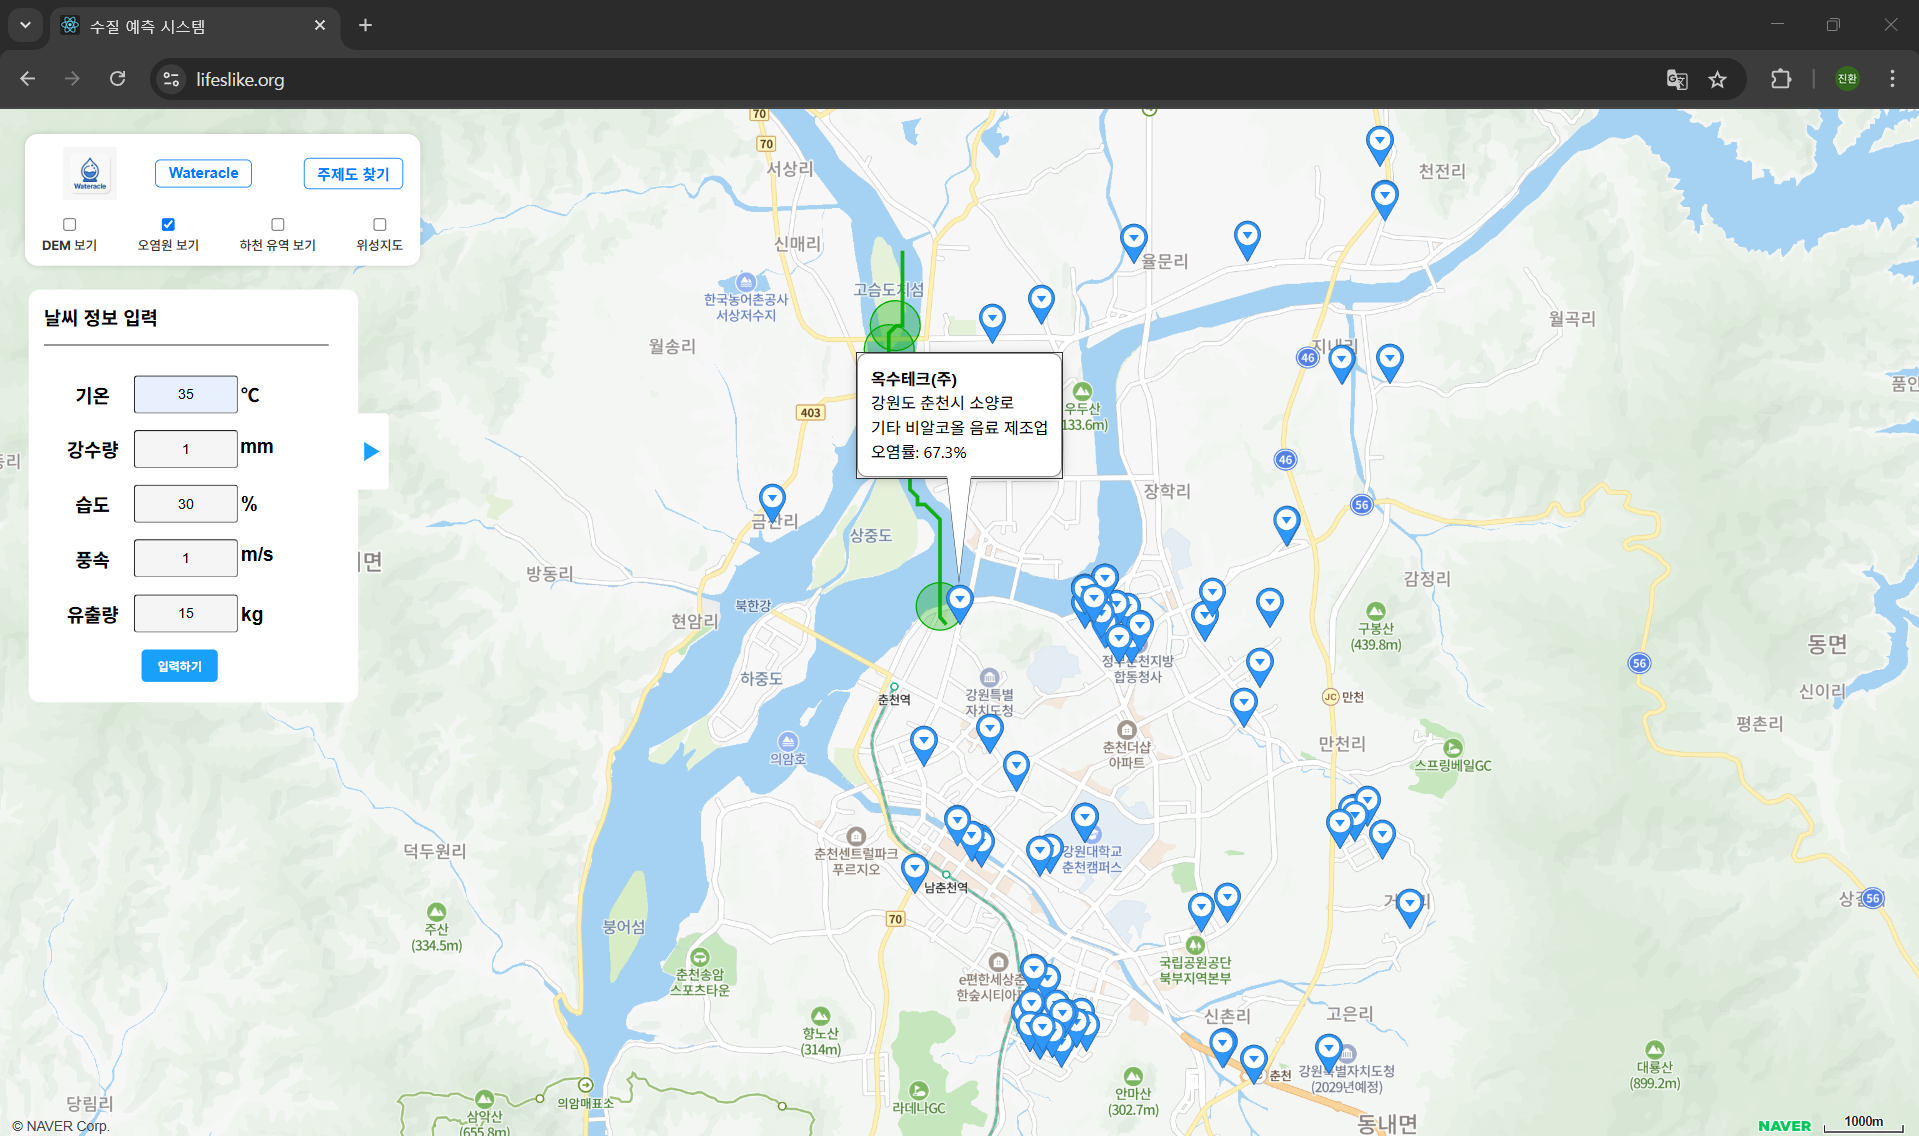 수질 예측 시스템
lifeslike.org
진환
Wateracle
Wateracle
주제도 찾기
DEM 보기
오염원 보기
하천 유역 보기
위성지도
날씨 정보 입력
기온
35
℃
강수량
1
mm
습도
30
%
풍속
1
m/s
유출량
15
kg
입력하기
옥수테크(주)
강원도 춘천시 소양로
기타 비알코올 음료 제조업
오염률: 67.3%
70
70
서상리
천전리
신매리
율문리
고슴도치섬
한국농어촌공사
서상저수지
월송리
월곡리
46
지내리
품안
403
우두산
133.6m)
46
장학리
56
금산리
상중도
방동리
북한강
현암리
감정리
구봉산
(439.8m)
56
동면
하중도
춘천역
강원특별
자치도청
합동청사
JC
만천
신이리
평촌리
의암호
춘천더샵
아파트
만천리
스프링베일GC
덕두원리
춘천센트럴파크
푸르지오
강원대학교
춘천캠퍼스
남춘천역
70
56
주산
(334.5m)
붕어섬
춘천송암
스포츠타운
국립공원공단
북부지역본부
e편한세상춘
한숲시티아
향노산
(314m)
신촌리
고은리
춘천
강원특별자치도청
(2029년예정)
대룡산
(899.2m)
안마산
(302.7m)
라데나GC
의암매표소
당림리
삼악산
(655.8m)
동내면
© NAVER Corp.
NAVER
1000m